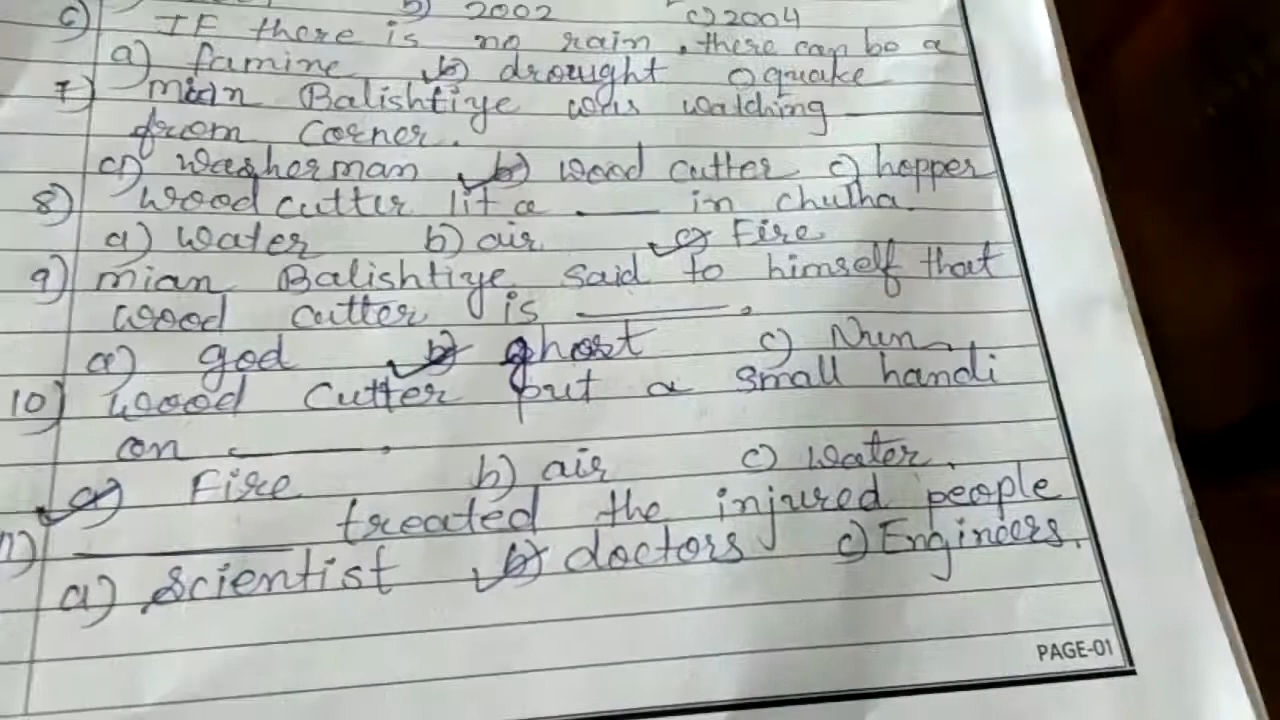 b) 2002 c) 2004
6) IF there is no rain, there can be a
a) famine b) drought c) quake
7) mian Balishtiye was watching ____
from corner.
a) washerman b) wood cutter c) hopper
8) wood cutter lit a ____ in chulha.
a) water b) air c) Fire
9) mian Balishtiye said to himself that
wood cutter is ____.
a) god b) ghost c) Nun
10) wood cutter put a small handi
on ____.
a) Fire b) air c) water.
11) ____ treated the injured people
a) scientist b) doctors c) Engineers.
PAGE-01